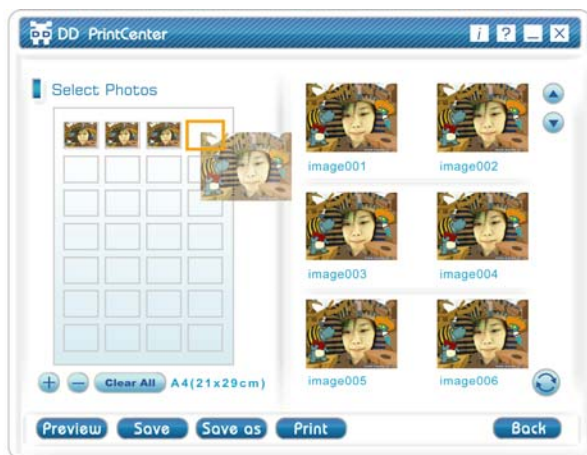 DD PrintCenter
i ?
Select Photos
image001
image002
image003
image004
image005
image006
Clear All A4(21x29cm)
Preview Save Save as Print Back